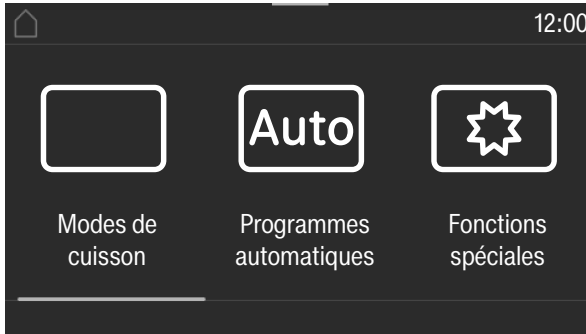 12:00
Auto
Modes de
cuisson
Programmes
automatiques
Fonctions
spéciales